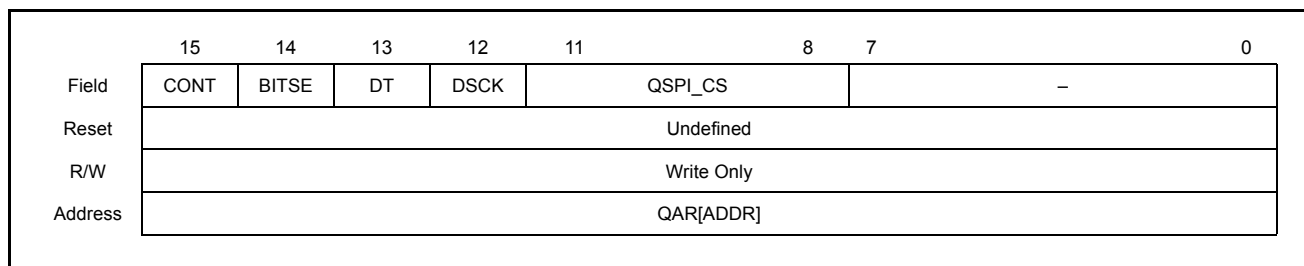 15 14 13 12 11 8 7 0
Field CONT BITSE DT DSCK QSPI_CS –
Reset Undefined
R/W Write Only
Address QAR[ADDR]